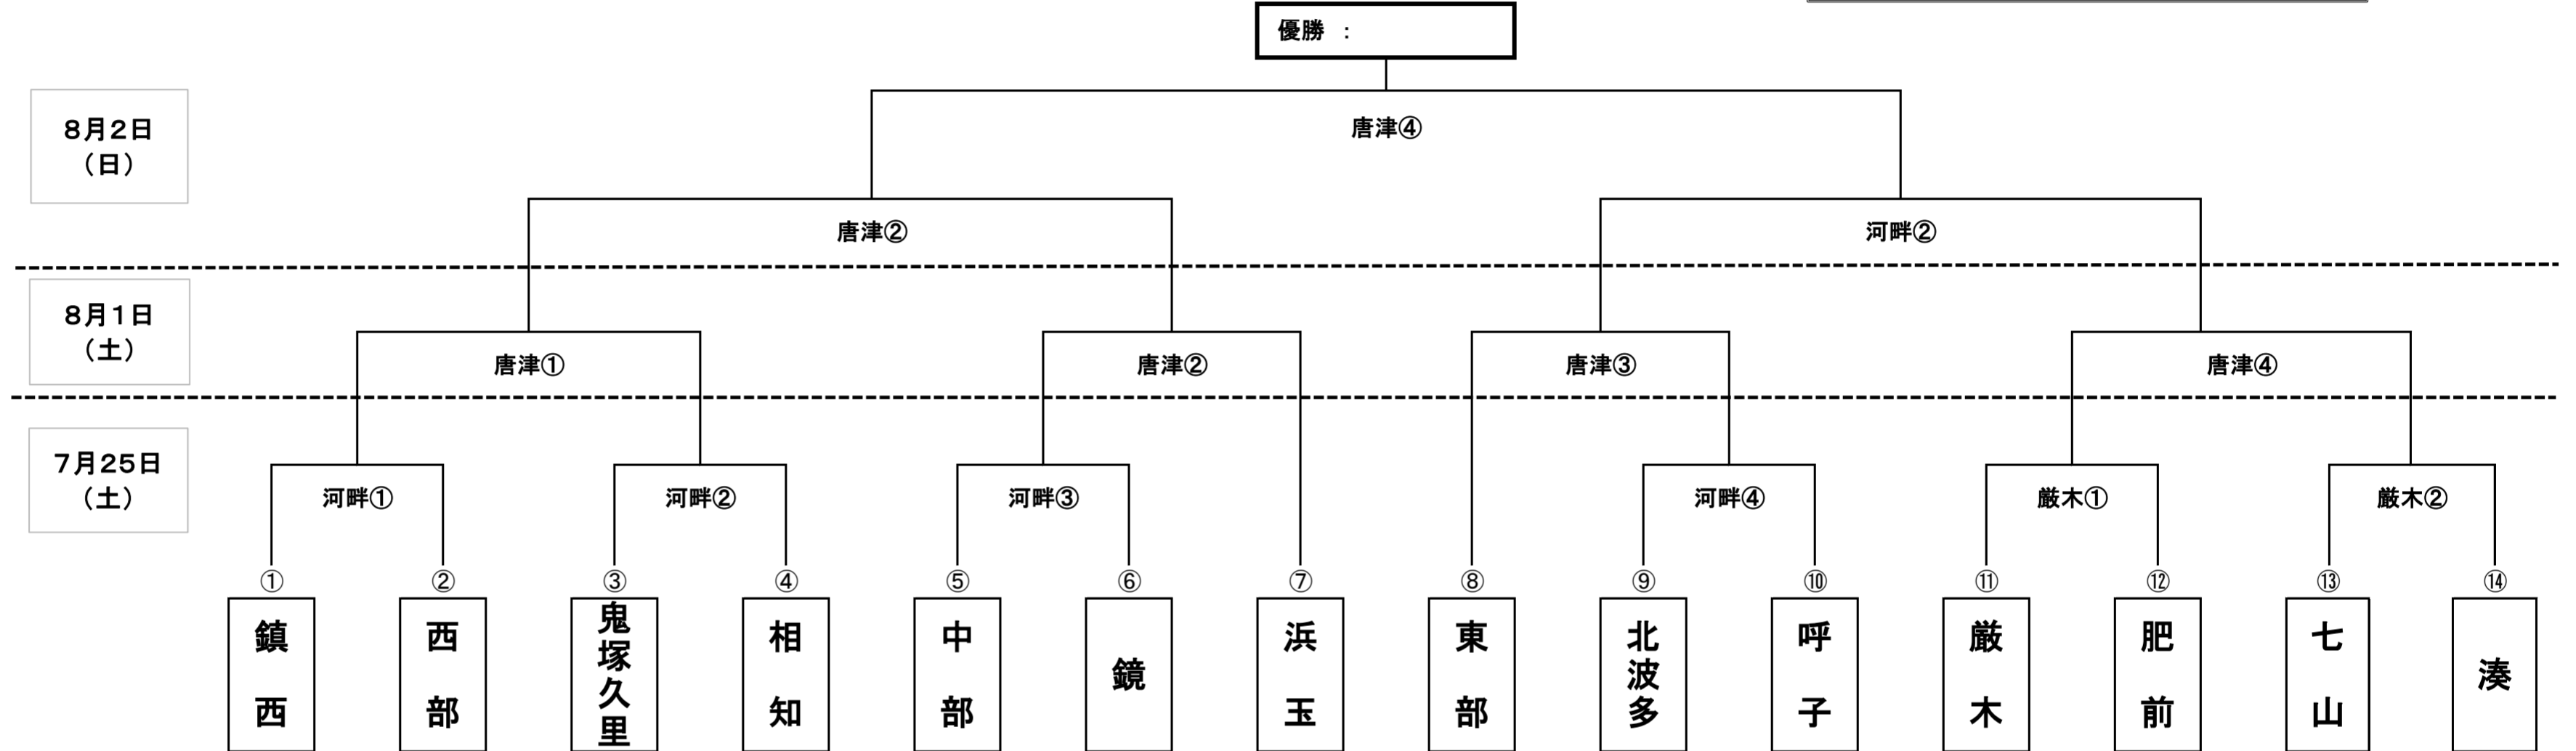 優勝 :
8月2日
(日)
唐津④
唐津② 河畔②
8月1日
(土)
唐津① 唐津② 唐津③ 唐津④
7月25日
(土)
河畔① 河畔② 河畔③ 河畔④ 厳木① 厳木②
① ② ③ ④ ⑤ ⑥ ⑦ ⑧ ⑨ ⑩ ⑪ ⑫ ⑬ ⑭
鎮西
西部
鬼塚久里
相知
中部
鏡
浜玉
東部
北波多
呼子
厳木
肥前
七山
湊